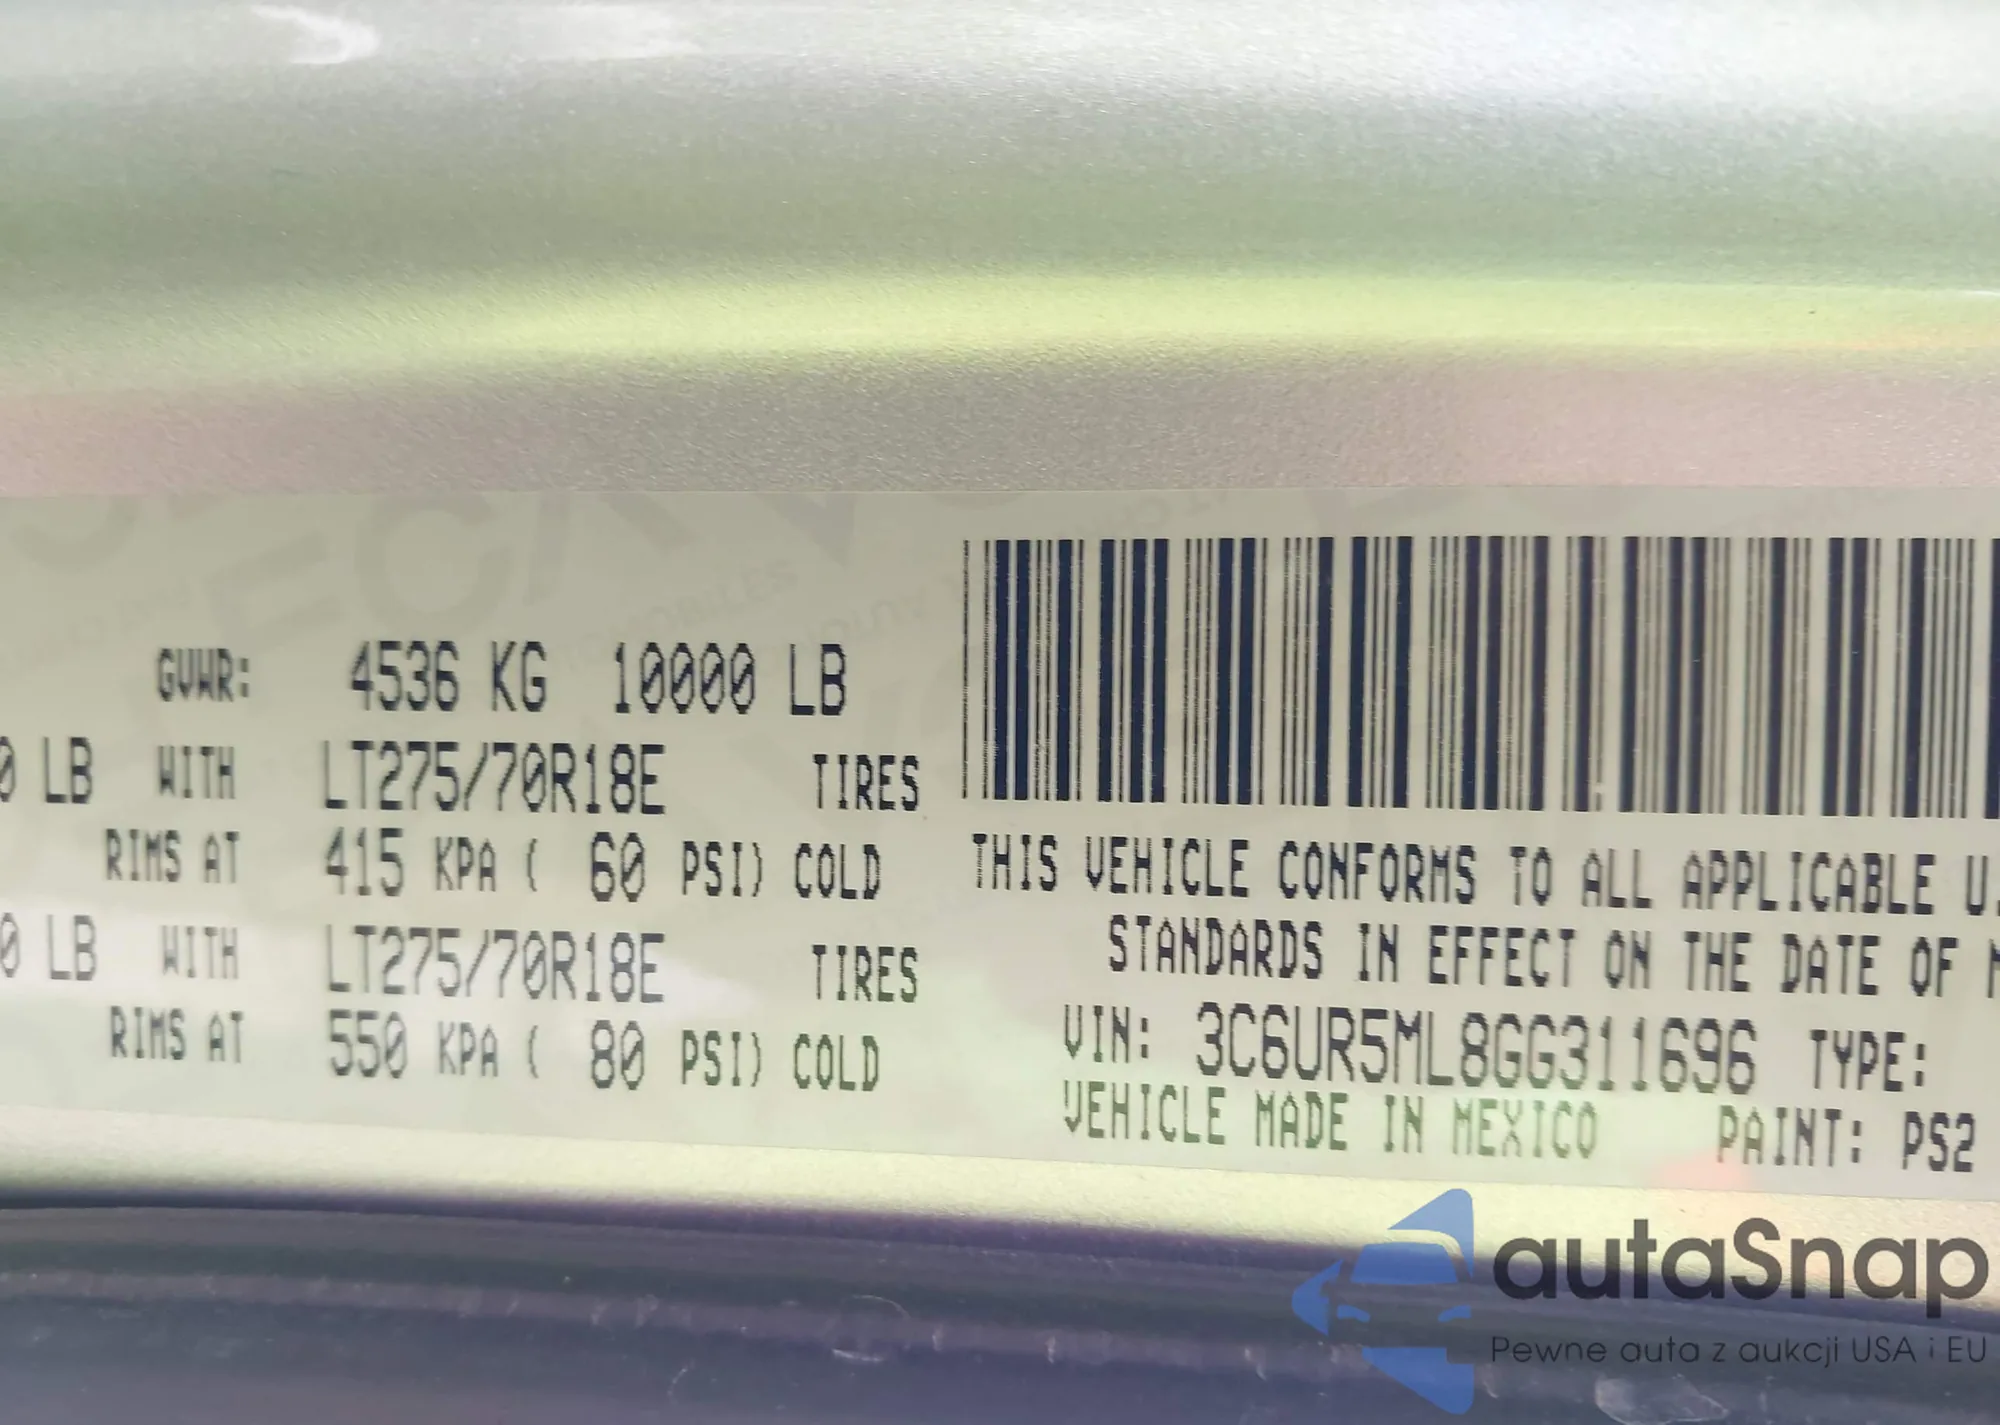 GVWR: 4536 KG 10000 LB
0 LB WITH LT275/70R18E TIRES
RIMS AT 415 KPA ( 60 PSI) COLD
0 LB WITH LT275/70R18E TIRES
RIMS AT 550 KPA ( 80 PSI) COLD
THIS VEHICLE CONFORMS TO ALL APPLICABLE U.
STANDARDS IN EFFECT ON THE DATE OF
VIN: 3C6UR5ML8GG311696 TYPE:
VEHICLE MADE IN MEXICO PAINT: PS2
autaSnap
Pewne auta z aukcji USA i EU